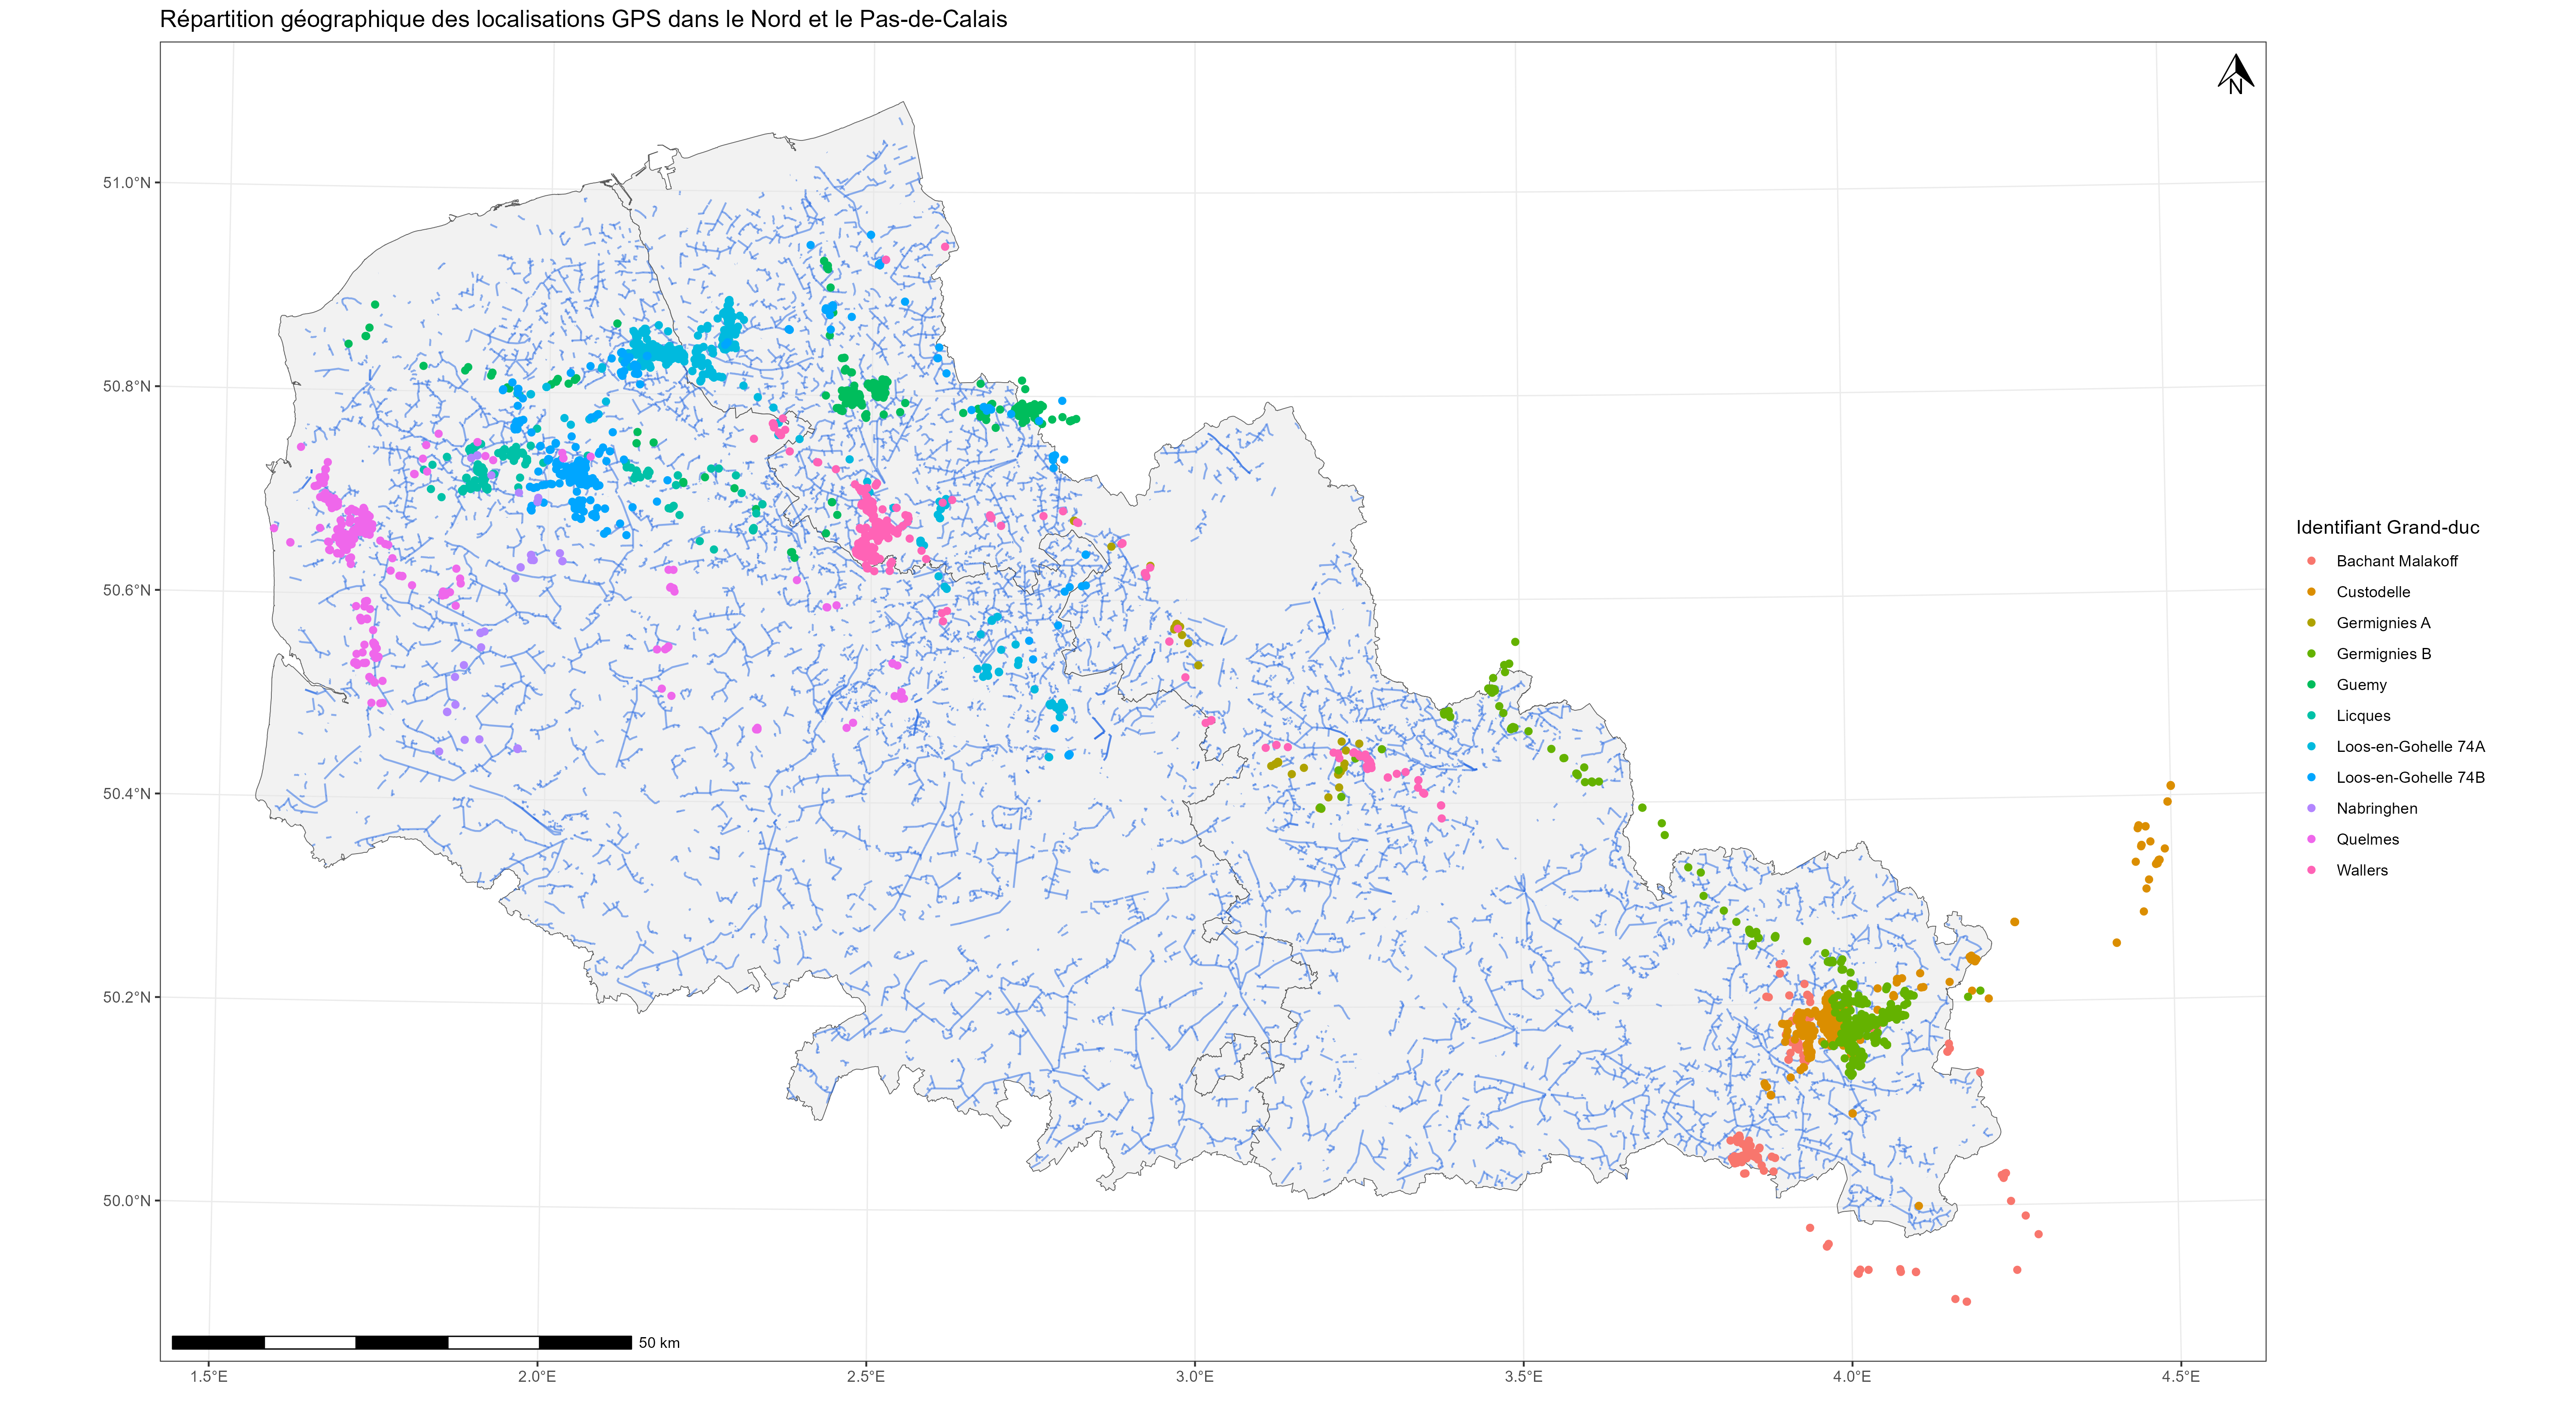 Répartition géographique des localisations GPS dans le Nord et le Pas-de-Calais
N
51.0°N
50.8°N
50.6°N
50.4°N
50.2°N
50.0°N
50 km
1.5°E
2.0°E
2.5°E
3.0°E
3.5°E
4.0°E
4.5°E
Identifiant Grand-duc
Bachant Malakoff
Custodelle
Germignies A
Germignies B
Guemy
Licques
Loos-en-Gohelle 74A
Loos-en-Gohelle 74B
Nabringhen
Quelmes
Wallers